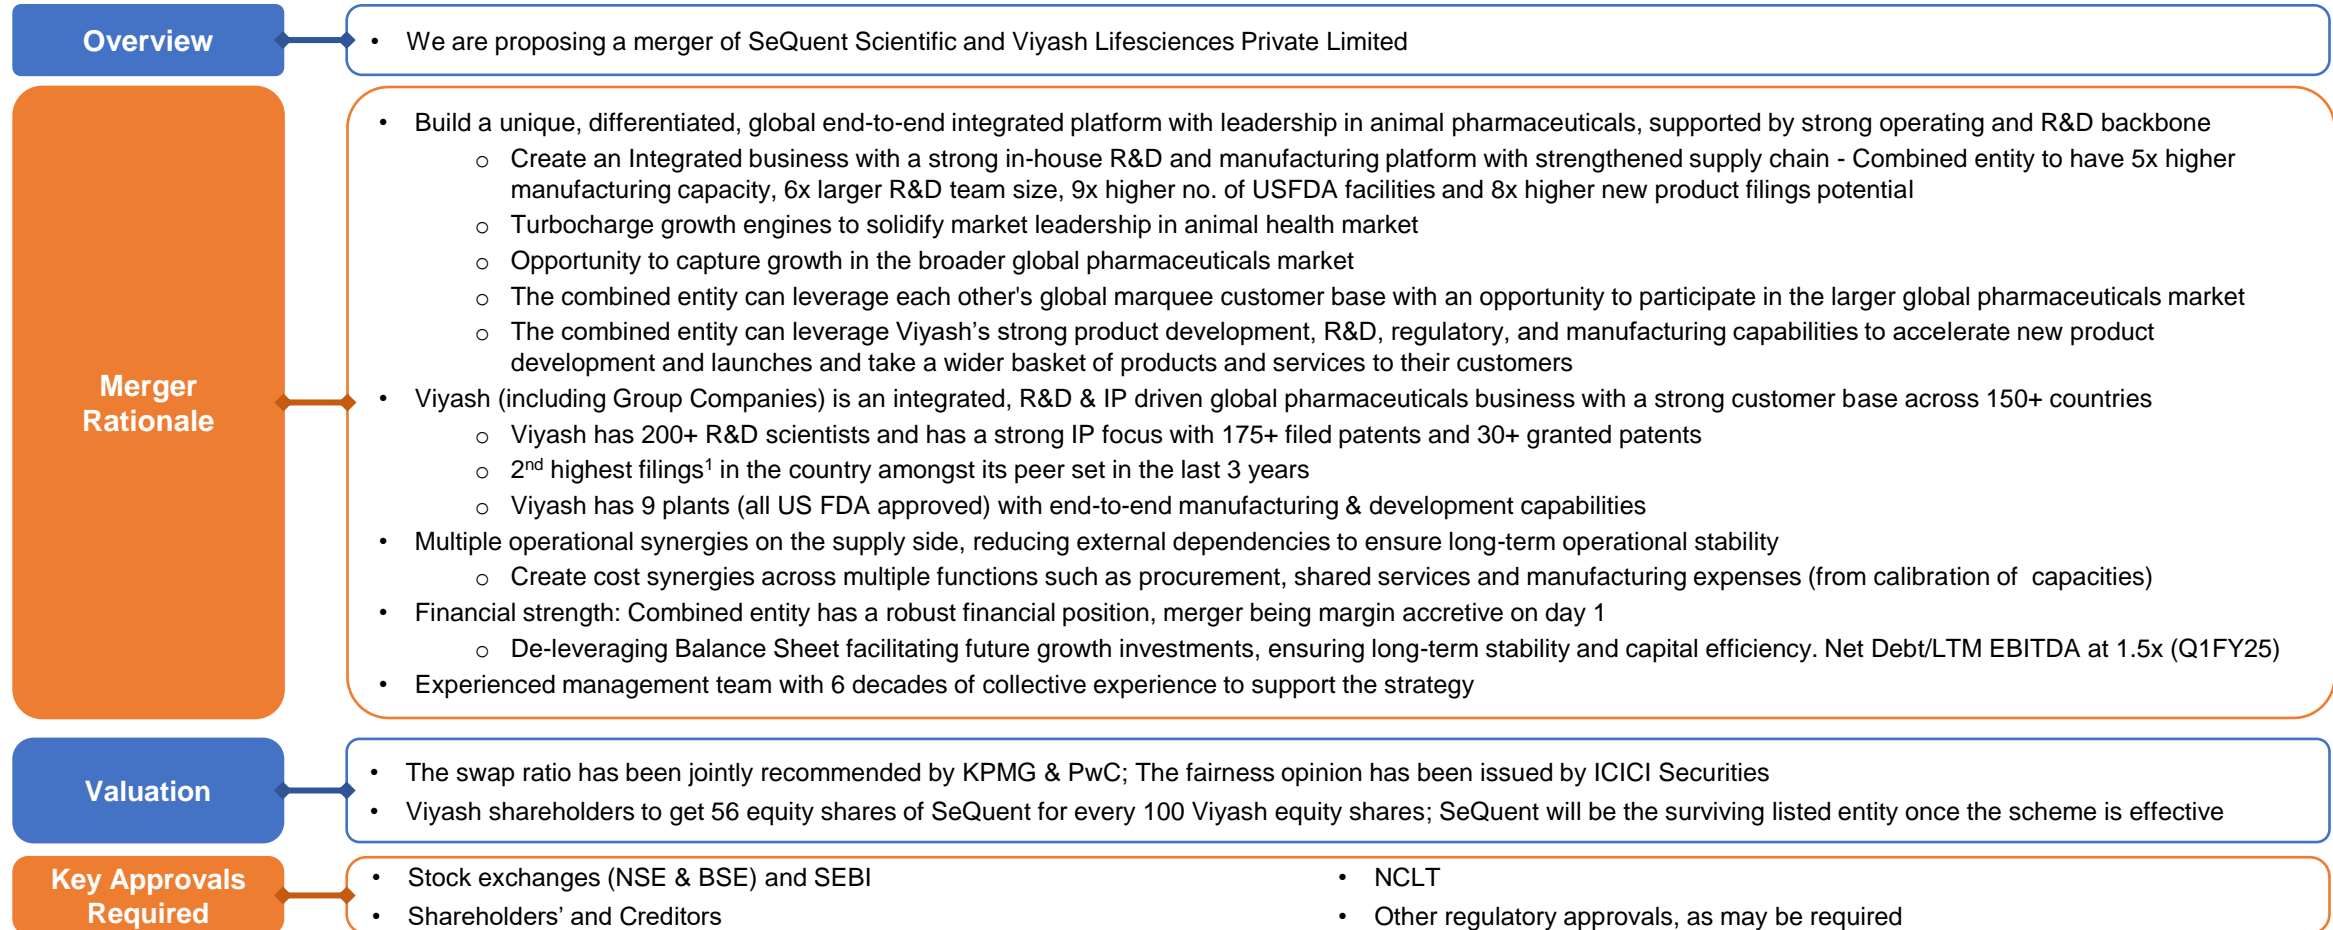 Overview
• We are proposing a merger of SeQuent Scientific and Viyash Lifesciences Private Limited
Merger
Rationale
• Build a unique, differentiated, global end-to-end integrated platform with leadership in animal pharmaceuticals, supported by strong operating and R&D backbone
o Create an Integrated business with a strong in-house R&D and manufacturing platform with strengthened supply chain - Combined entity to have 5x higher
manufacturing capacity, 6x larger R&D team size, 9x higher no. of USFDA facilities and 8x higher new product filings potential
o Turbocharge growth engines to solidify market leadership in animal health market
o Opportunity to capture growth in the broader global pharmaceuticals market
o The combined entity can leverage each other's global marquee customer base with an opportunity to participate in the larger global pharmaceuticals market
o The combined entity can leverage Viyash’s strong product development, R&D, regulatory, and manufacturing capabilities to accelerate new product
development and launches and take a wider basket of products and services to their customers
• Viyash (including Group Companies) is an integrated, R&D & IP driven global pharmaceuticals business with a strong customer base across 150+ countries
o Viyash has 200+ R&D scientists and has a strong IP focus with 175+ filed patents and 30+ granted patents
o 2nd highest filings1 in the country amongst its peer set in the last 3 years
o Viyash has 9 plants (all US FDA approved) with end-to-end manufacturing & development capabilities
• Multiple operational synergies on the supply side, reducing external dependencies to ensure long-term operational stability
o Create cost synergies across multiple functions such as procurement, shared services and manufacturing expenses (from calibration of capacities)
• Financial strength: Combined entity has a robust financial position, merger being margin accretive on day 1
o De-leveraging Balance Sheet facilitating future growth investments, ensuring long-term stability and capital efficiency. Net Debt/LTM EBITDA at 1.5x (Q1FY25)
• Experienced management team with 6 decades of collective experience to support the strategy
Valuation
• The swap ratio has been jointly recommended by KPMG & PwC; The fairness opinion has been issued by ICICI Securities
• Viyash shareholders to get 56 equity shares of SeQuent for every 100 Viyash equity shares; SeQuent will be the surviving listed entity once the scheme is effective
Key Approvals
Required
• Stock exchanges (NSE & BSE) and SEBI
• Shareholders’ and Creditors
• NCLT
• Other regulatory approvals, as may be required